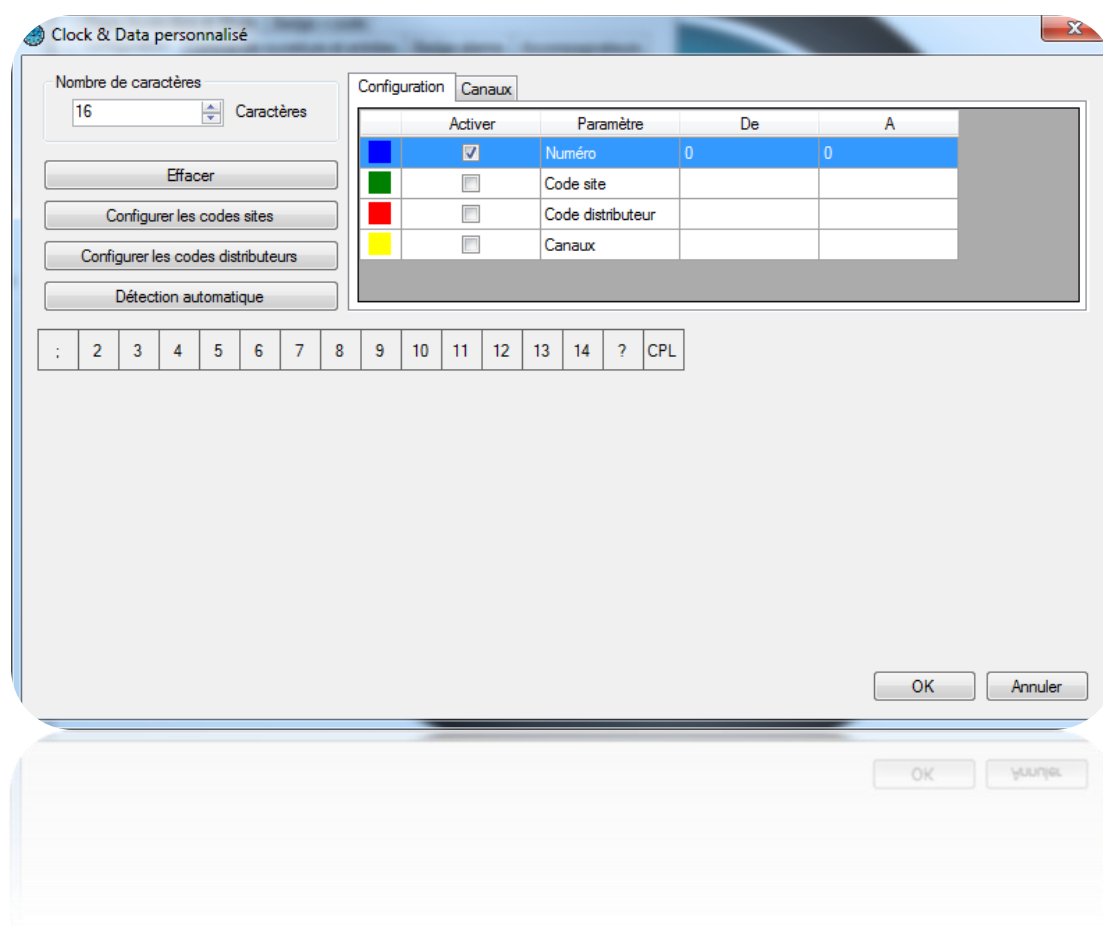 Clock & Data personnalisé
X
Nombre de caractères
16 Caractères
Effacer
Configurer les codes sites
Configurer les codes distributeurs
Détection automatique
Configuration Canaux
Activer Paramètre De A
Numéro 0 0
Code site
Code distributeur
Canaux
; 2 3 4 5 6 7 8 9 10 11 12 13 14 ? CPL
OK Annuler
OK Annuler